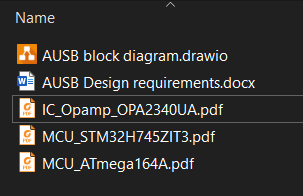 Name
AUSB block diagram.drawio
AUSB Design requirements.docx
IC_Opamp_OPA2340UA.pdf
MCU_STM32H745ZIT3.pdf
MCU_ATmega164A.pdf